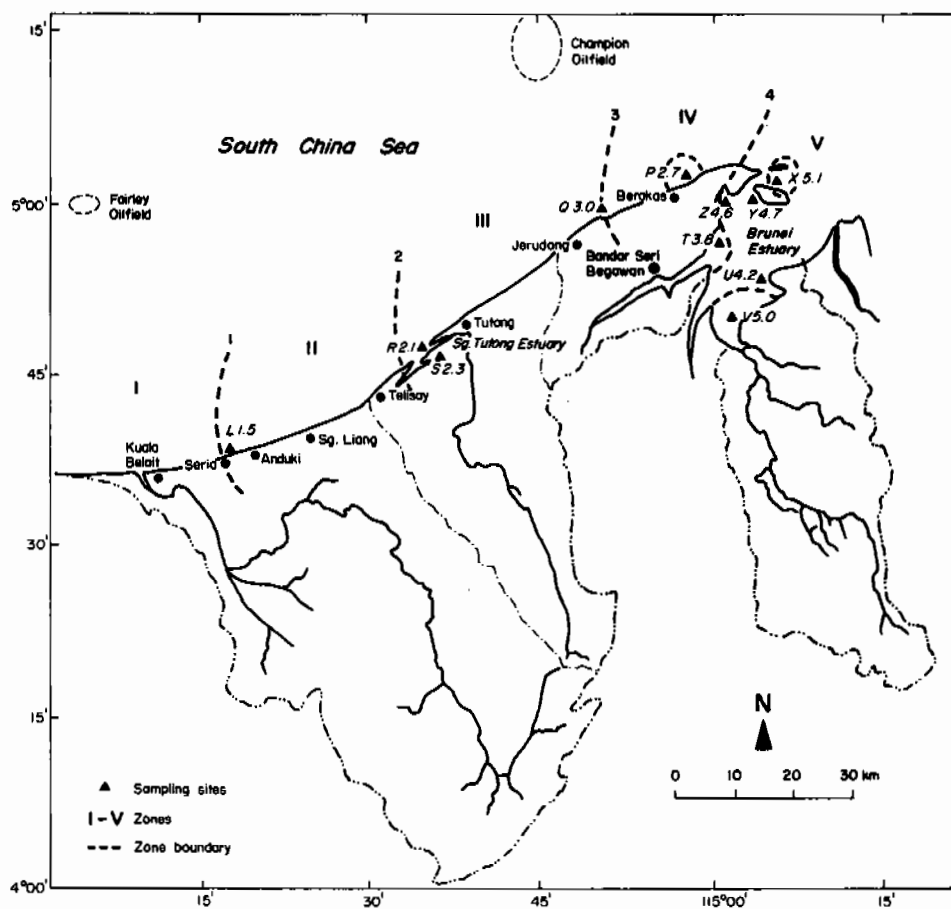 15'
Champion
Oilfield
4
3
IV
V
South China Sea
P 2.7
X 5.1
Fairley
Oilfield
5°00'
Q 3.0
Berakas
Z 4.6
Y 4.7
III
Brunei
Estuary
T 3.8
Jerudong
Bandar Seri
Begawan
2
U 4.2
V 5.0
Tutong
I
II
R 2.1
Sg. Tutong Estuary
S 2.3
45'
I
Telisay
L 1.5
Sg. Liang
Kuala
Belait
Seria
Anduki
30'
15'
N
Sampling sites
0 10 20 30 km
I - V Zones
Zone boundary
4°00'
15'
30'
45'
115°00'
15'